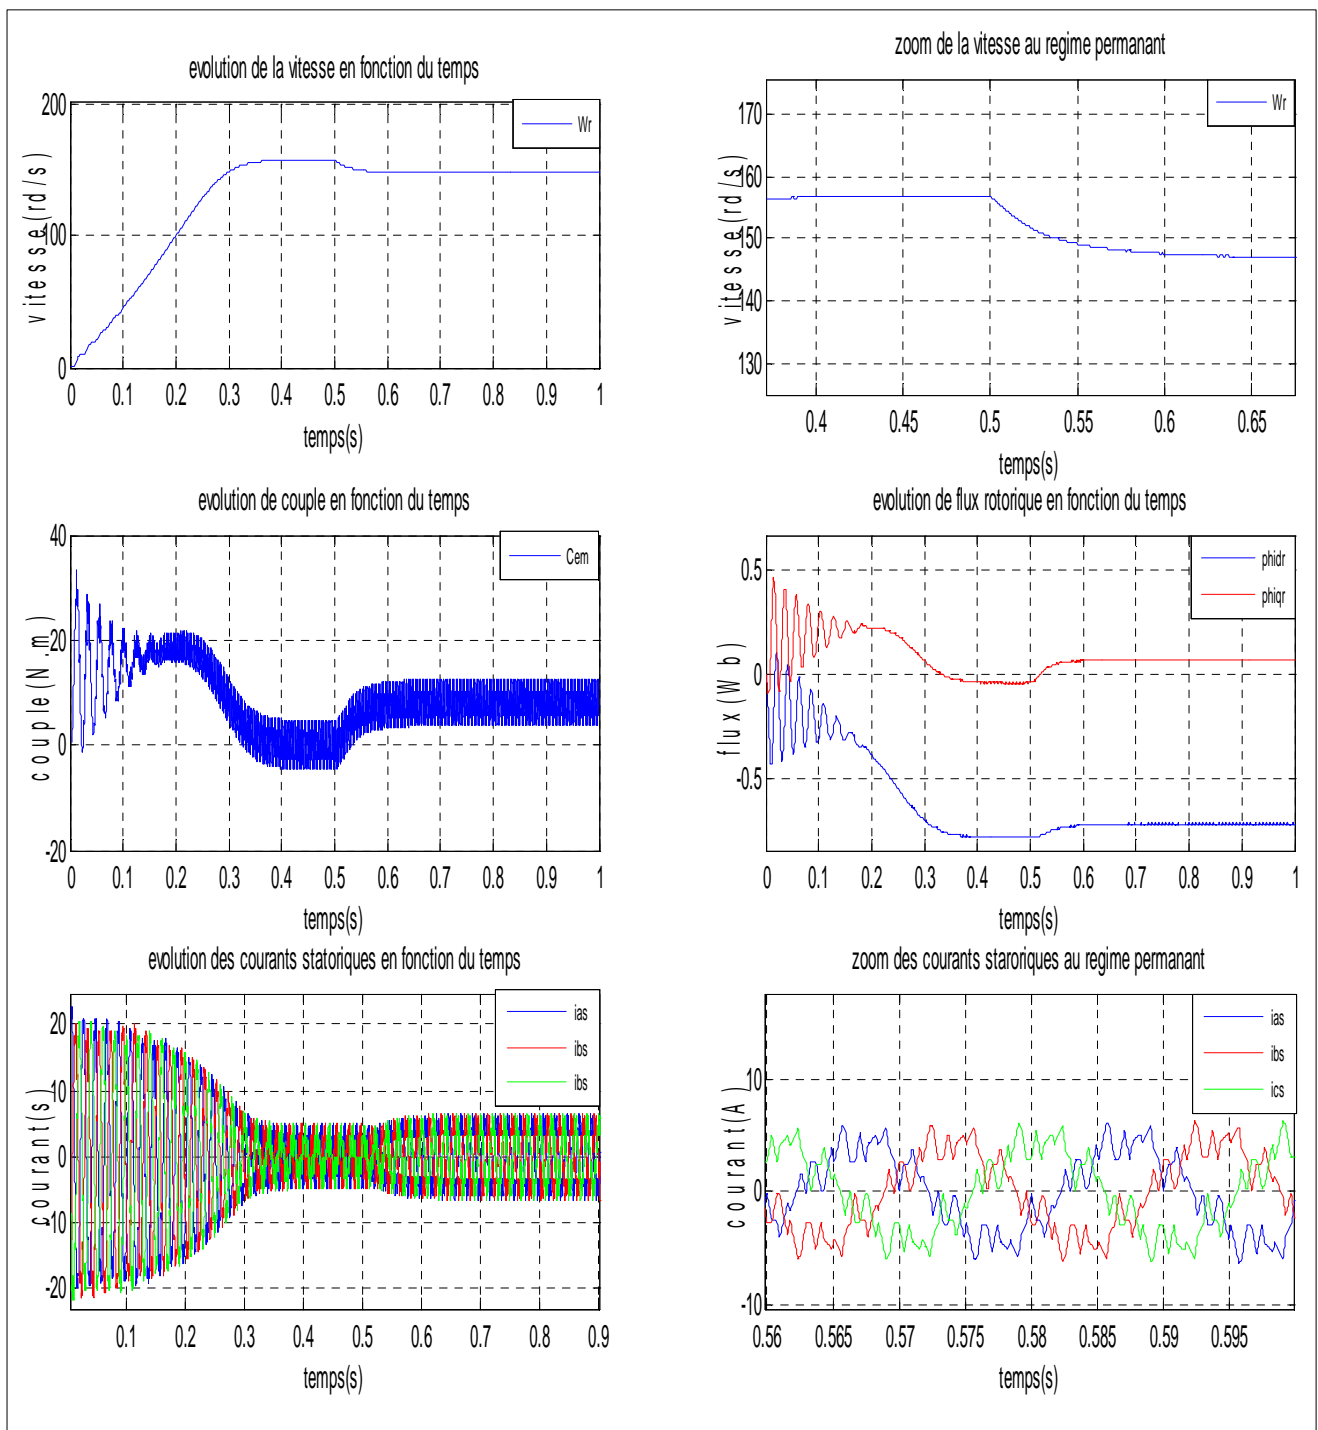 evolution de la vitesse en fonction du temps
200
100
0
vitesse(rd/s)
Wr
0 0.1 0.2 0.3 0.4 0.5 0.6 0.7 0.8 0.9 1
temps(s)
zoom de la vitesse au regime permanant
170
160
150
140
130
vitesse(rd/s)
Wr
0.4 0.45 0.5 0.55 0.6 0.65
temps(s)
evolution de couple en fonction du temps
40
20
0
-20
couple(N.m)
Cem
0 0.1 0.2 0.3 0.4 0.5 0.6 0.7 0.8 0.9 1
temps(s)
evolution de flux rotorique en fonction du temps
0.5
0
-0.5
flux(Wb)
phidr
phiqr
0 0.1 0.2 0.3 0.4 0.5 0.6 0.7 0.8 0.9 1
temps(s)
evolution des courants statoriques en fonction du temps
20
10
0
-10
-20
courant(s)
ias
ibs
ibs
0.1 0.2 0.3 0.4 0.5 0.6 0.7 0.8 0.9
temps(s)
zoom des courants staroriques au regime permanant
10
0
-10
courant(A)
ias
ibs
ics
0.56 0.565 0.57 0.575 0.58 0.585 0.59 0.595
temps(s)